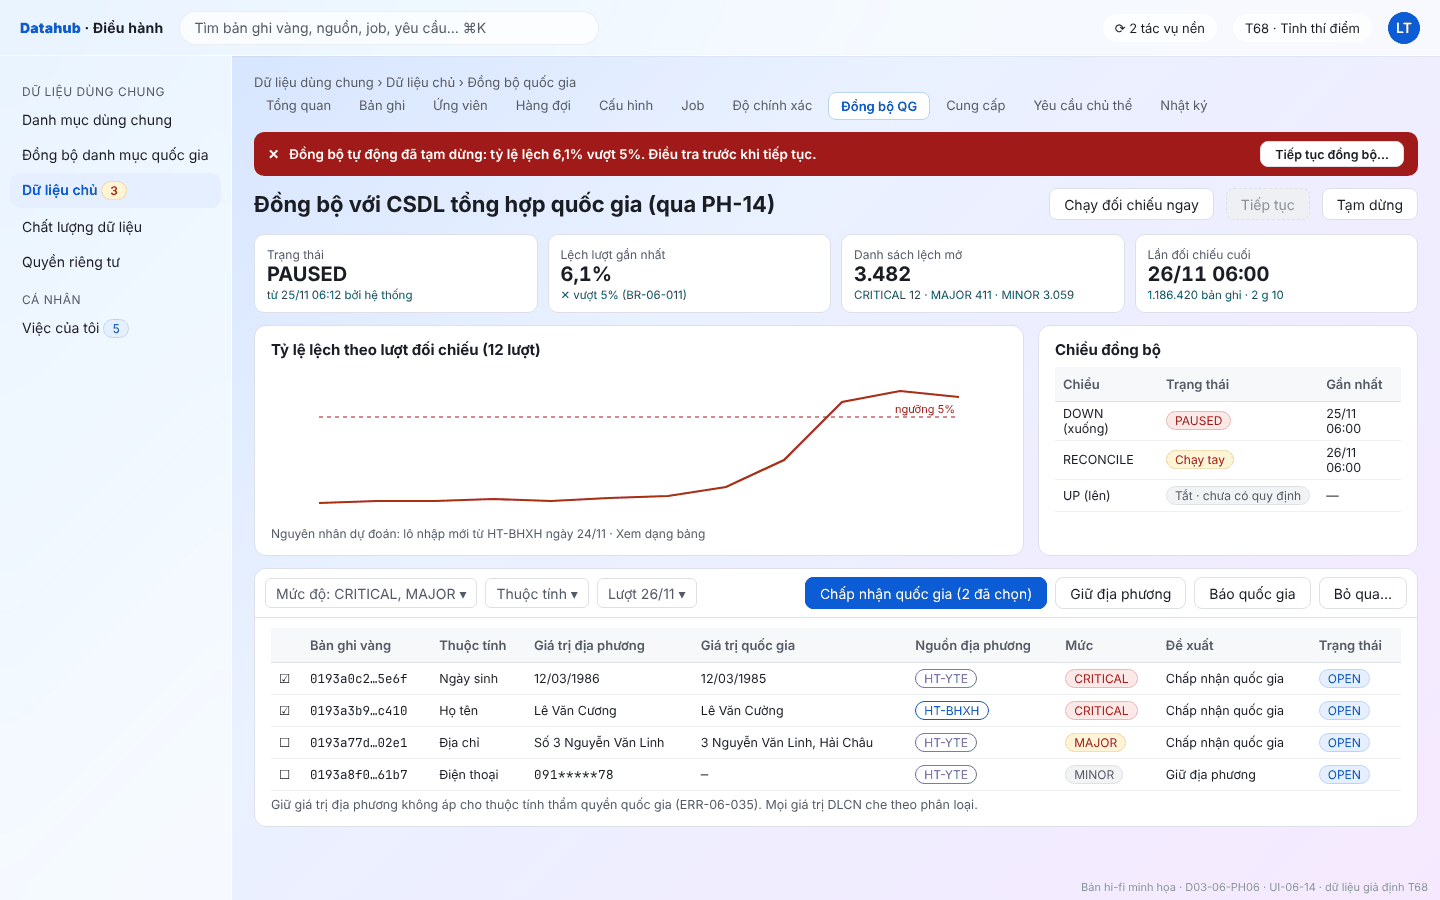 Datahub · Điều hành
Tìm bản ghi vàng, nguồn, job, yêu cầu... ⌘K
⟳ 2 tác vụ nền
T68 · Tỉnh thí điểm
LT
DỮ LIỆU DÙNG CHUNG
Danh mục dùng chung
Đồng bộ danh mục quốc gia
Dữ liệu chủ 3
Chất lượng dữ liệu
Quyền riêng tư
CÁ NHÂN
Việc của tôi 5
Dữ liệu dùng chung › Dữ liệu chủ › Đồng bộ quốc gia
Tổng quan Bản ghi Ứng viên Hàng đợi Cấu hình Job Độ chính xác Đồng bộ QG Cung cấp Yêu cầu chủ thể Nhật ký
✕ Đồng bộ tự động đã tạm dừng: tỷ lệ lệch 6,1% vượt 5%. Điều tra trước khi tiếp tục.
Tiếp tục đồng bộ...
Đồng bộ với CSDL tổng hợp quốc gia (qua PH-14)
Chạy đối chiếu ngay Tiếp tục Tạm dừng
Trạng thái
PAUSED
từ 25/11 06:12 bởi hệ thống
Lệch lượt gần nhất
6,1%
✕ vượt 5% (BR-06-011)
Danh sách lệch mở
3.482
CRITICAL 12 · MAJOR 411 · MINOR 3.059
Lần đối chiếu cuối
26/11 06:00
1.186.420 bản ghi · 2 g 10
Tỷ lệ lệch theo lượt đối chiếu (12 lượt)
ngưỡng 5%
Nguyên nhân dự đoán: lô nhập mới từ HT-BHXH ngày 24/11 · Xem dạng bảng
Chiều đồng bộ
Chiều Trạng thái Gần nhất
DOWN (xuống) PAUSED 25/11 06:00
RECONCILE Chạy tay 26/11 06:00
UP (lên) Tắt · chưa có quy định —
Mức độ: CRITICAL, MAJOR ▾ Thuộc tính ▾ Lượt 26/11 ▾
Chấp nhận quốc gia (2 đã chọn) Giữ địa phương Báo quốc gia Bỏ qua...
Bản ghi vàng Thuộc tính Giá trị địa phương Giá trị quốc gia Nguồn địa phương Mức Đề xuất Trạng thái
☑ 0193a0c2…5e6f Ngày sinh 12/03/1986 12/03/1985 HT-YTE CRITICAL Chấp nhận quốc gia OPEN
☑ 0193a3b9…c410 Họ tên Lê Văn Cương Lê Văn Cường HT-BHXH CRITICAL Chấp nhận quốc gia OPEN
☐ 0193a77d…02e1 Địa chỉ Số 3 Nguyễn Văn Linh 3 Nguyễn Văn Linh, Hải Châu HT-YTE MAJOR Chấp nhận quốc gia OPEN
☐ 0193a8f0…61b7 Điện thoại 091*****78 — HT-YTE MINOR Giữ địa phương OPEN
Giữ giá trị địa phương không áp cho thuộc tính thẩm quyền quốc gia (ERR-06-035). Mọi giá trị DLCN che theo phân loại.
Bản hi-fi minh họa · D03-06-PH06 · UI-06-14 · dữ liệu giả định T68